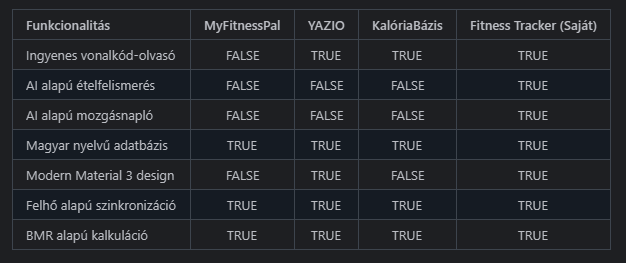 Funkcionalitás MyFitnessPal YAZIO KalóriaBázis Fitness Tracker (Saját)
Ingyenes vonalkód-olvasó FALSE TRUE TRUE TRUE
AI alapú ételfelismerés FALSE FALSE FALSE TRUE
AI alapú mozgásnapló FALSE FALSE FALSE TRUE
Magyar nyelvű adatbázis TRUE TRUE TRUE TRUE
Modern Material 3 design FALSE TRUE FALSE TRUE
Felhő alapú szinkronizáció TRUE TRUE TRUE TRUE
BMR alapú kalkuláció TRUE TRUE TRUE TRUE